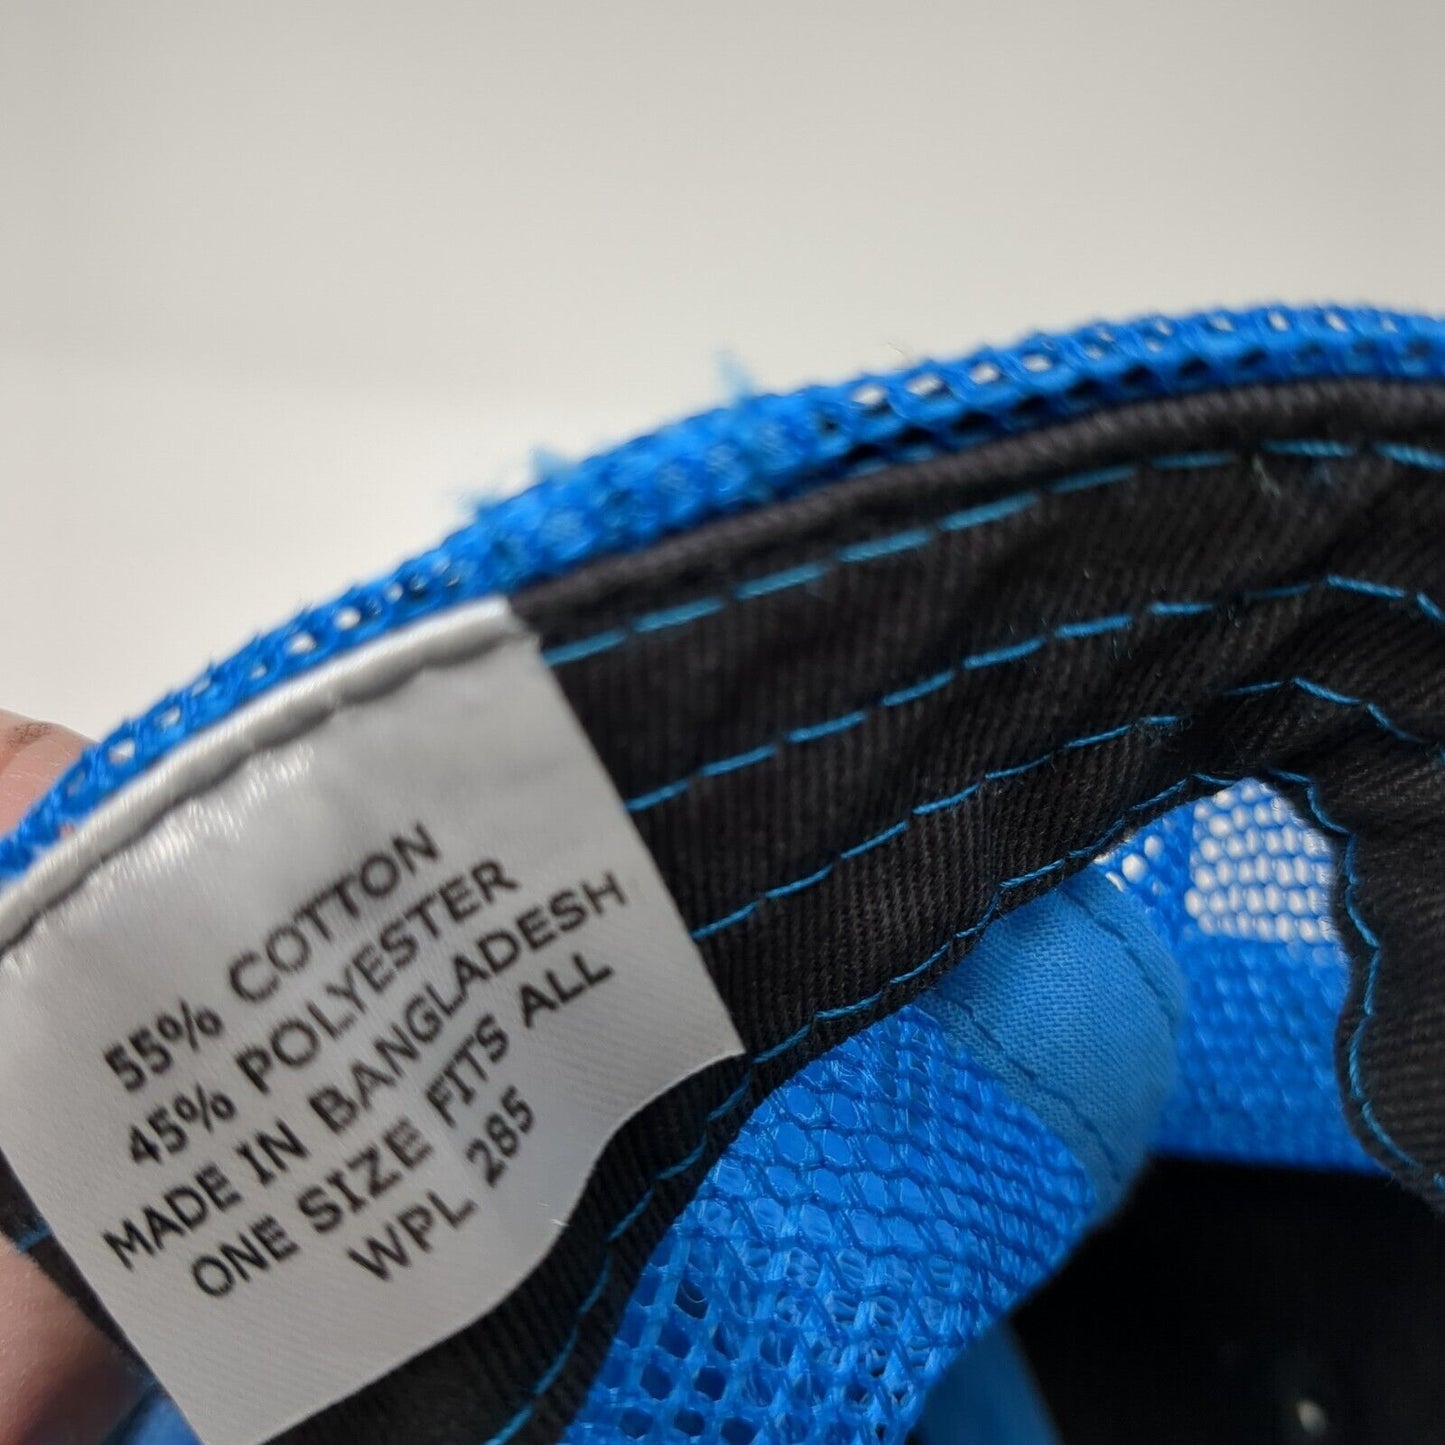 55% COTTON
45% POLYESTER
MADE IN BANGLADESH
ONE SIZE FITS ALL
WPL 285